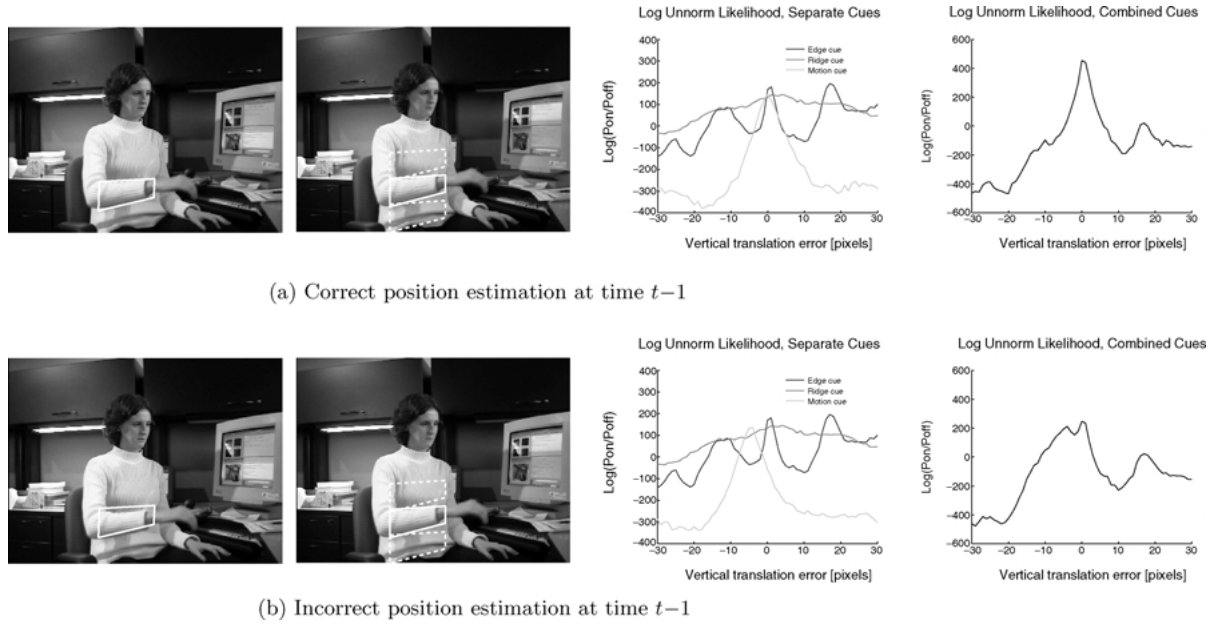 Log Unnorm Likelihood, Separate Cues
Log Unnorm Likelihood, Combined Cues
400
300
200
100
0
−100
−200
−300
−400
Log(Pon/Poff)
Edge cue
Ridge cue
Motion cue
−30 −20 −10 0 10 20 30
Vertical translation error [pixels]
600
400
200
0
−200
−400
−600
Log(Pon/Poff)
−30 −20 −10 0 10 20 30
Vertical translation error [pixels]
(a) Correct position estimation at time t−1
Log Unnorm Likelihood, Separate Cues
Log Unnorm Likelihood, Combined Cues
400
300
200
100
0
−100
−200
−300
−400
Log(Pon/Poff)
Edge cue
Ridge cue
Motion cue
−30 −20 −10 0 10 20 30
Vertical translation error [pixels]
600
400
200
0
−200
−400
−600
Log(Pon/Poff)
−30 −20 −10 0 10 20 30
Vertical translation error [pixels]
(b) Incorrect position estimation at time t−1